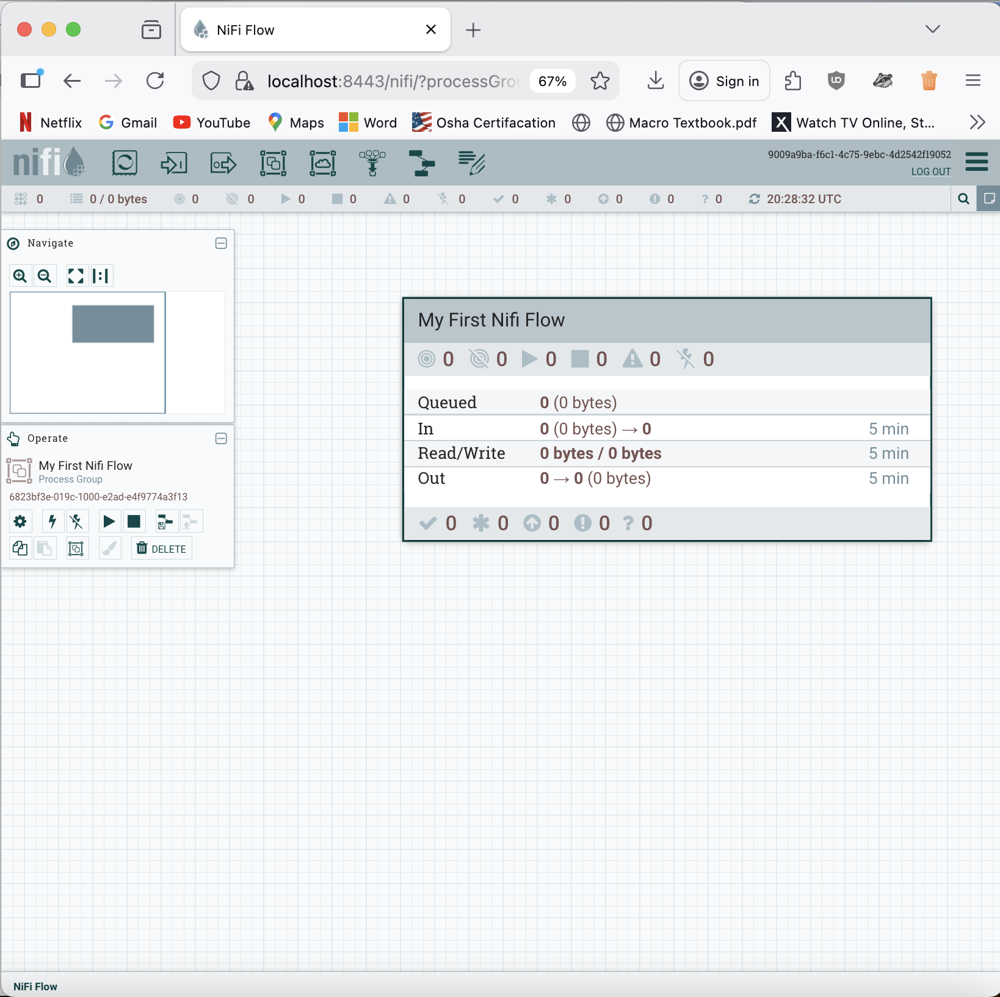 NiFi Flow
localhost:8443/nifi/?processGrou 67% Sign in
Netflix Gmail YouTube Maps Word Osha Certifacation Macro Textbook.pdf Watch TV Online, St...
nifi
9009a9ba-f6c1-4c75-9ebc-4d2542f19052
LOG OUT
0 0 / 0 bytes 0 0 0 0 0 0 0 0 0 0 ? 0 20:28:32 UTC
Navigate
Operate
My First Nifi Flow
Process Group
6823bf3e-019c-1000-e2ad-e4f9774a3f13
DELETE
My First Nifi Flow
0 0 0 0 0 0
Queued 0 (0 bytes)
In 0 (0 bytes) → 0 5 min
Read/Write 0 bytes / 0 bytes 5 min
Out 0 → 0 (0 bytes) 5 min
0 0 0 0 ? 0
NiFi Flow